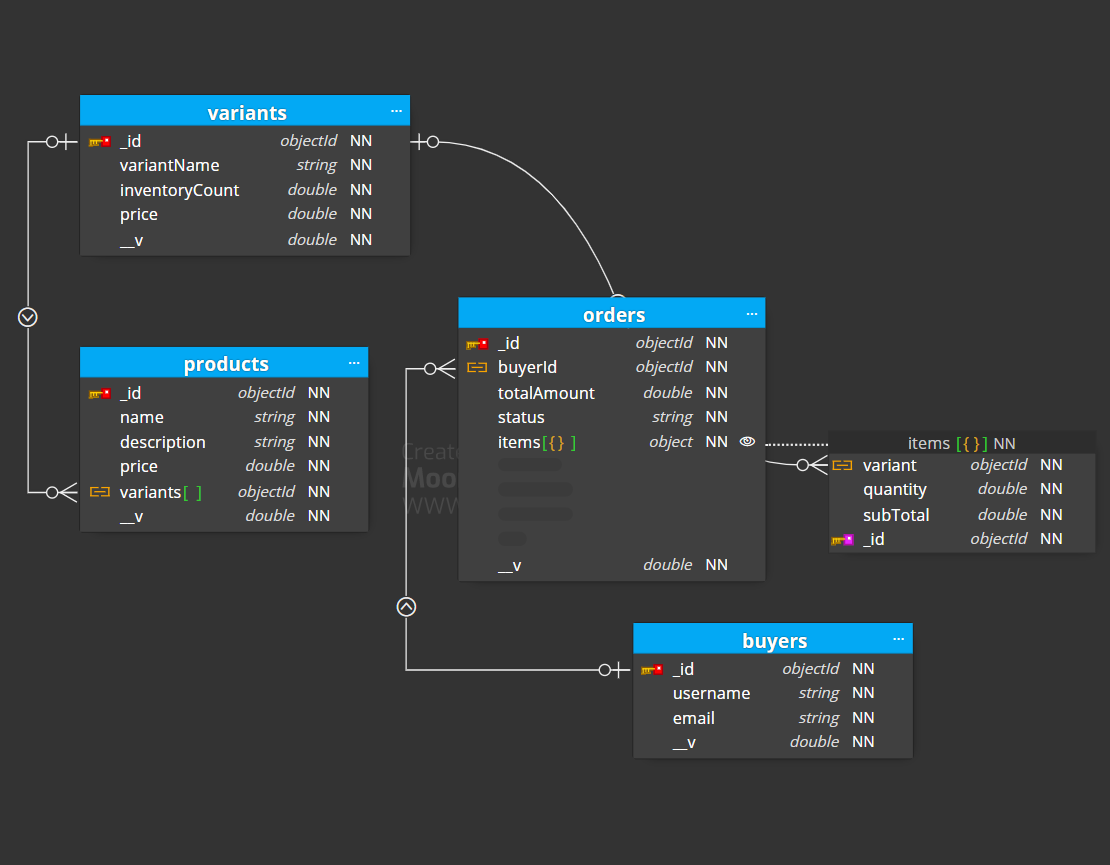 variants ...
_id objectId NN
variantName string NN
inventoryCount double NN
price double NN
__v double NN
products ...
_id objectId NN
name string NN
description string NN
price double NN
variants[ ] objectId NN
__v double NN
orders ...
_id objectId NN
buyerId objectId NN
totalAmount double NN
status string NN
items[{} ] object NN
__v double NN
items [{}] NN
variant objectId NN
quantity double NN
subTotal double NN
_id objectId NN
Create
Moo
WWW
buyers ...
_id objectId NN
username string NN
email string NN
__v double NN